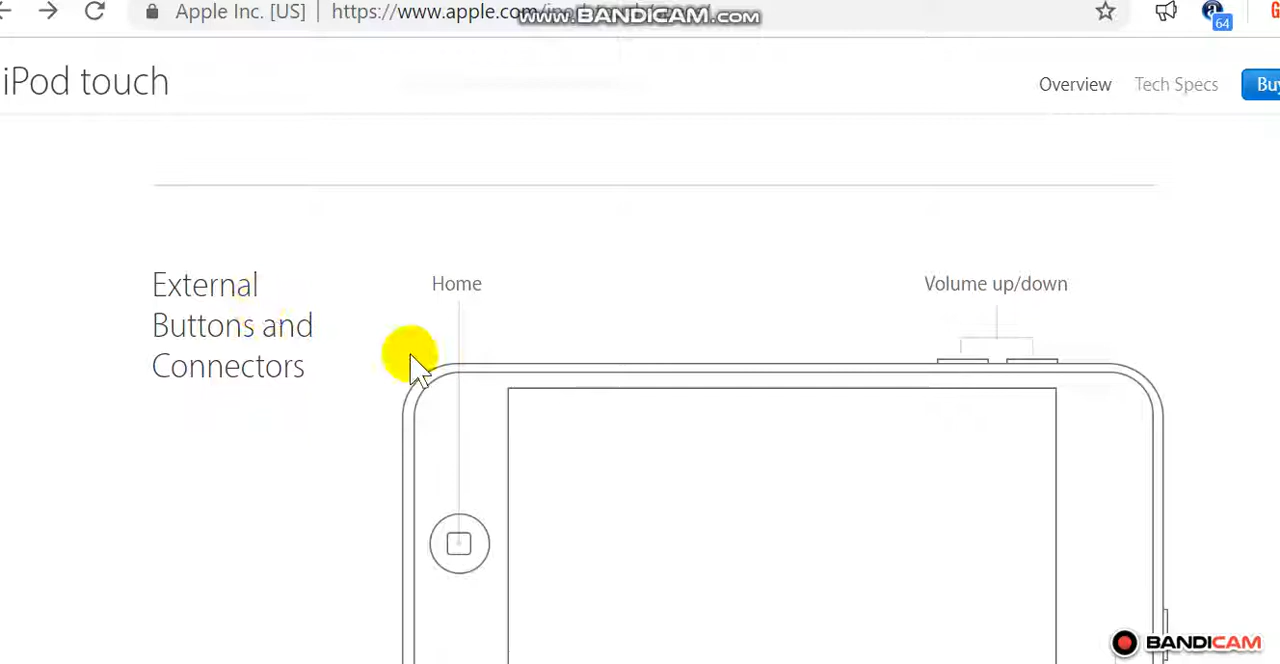 Apple Inc. [US] | https://www.apple.com
www.BANDICAM.com
64
iPod touch
Overview
Tech Specs
Buy
External
Buttons and
Connectors
Home
Volume up/down
BANDICAM